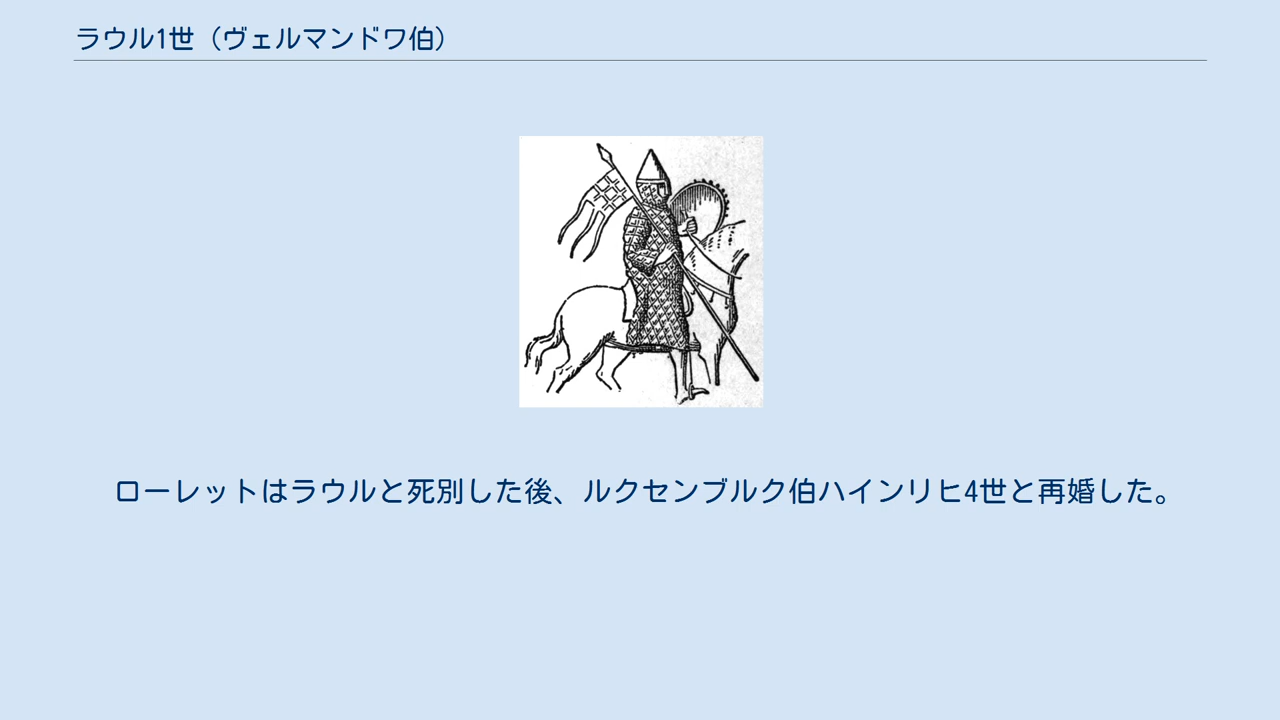 ラウル1世（ヴェルマンドワ伯）
ローレットはラウルと死別した後、ルクセンブルク伯ハインリヒ4世と再婚した。